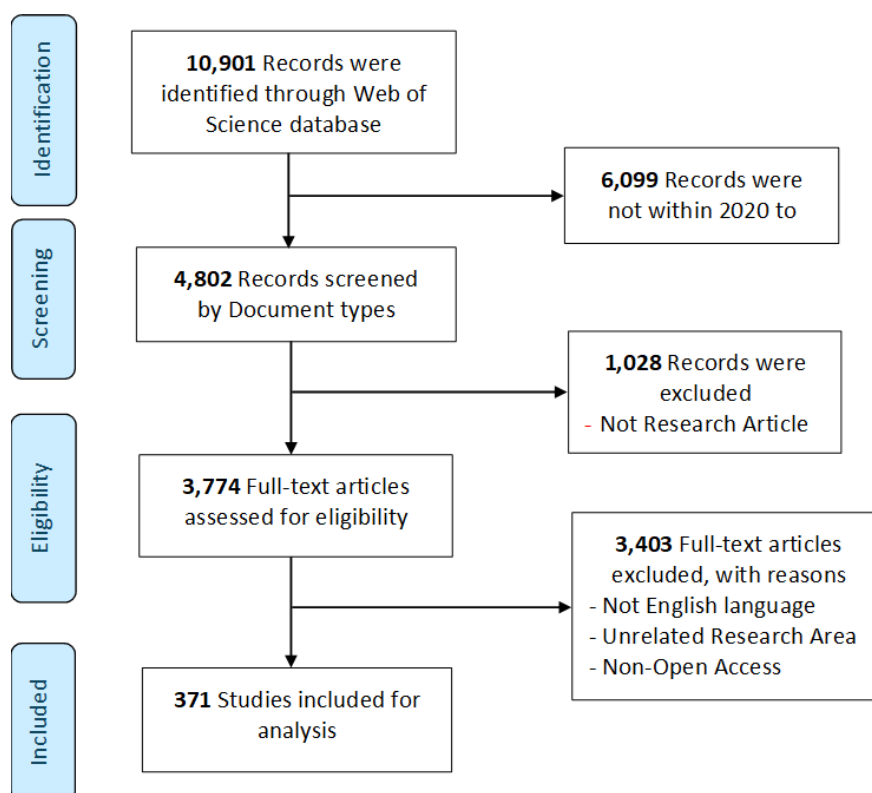 Identification
10,901 Records were
identified through Web of
Science database
6,099 Records were
not within 2020 to
Screening
4,802 Records screened
by Document types
1,028 Records were
excluded
- Not Research Article
Eligibility
3,774 Full-text articles
assessed for eligibility
3,403 Full-text articles
excluded, with reasons
- Not English language
- Unrelated Research Area
- Non-Open Access
Included
371 Studies included for
analysis